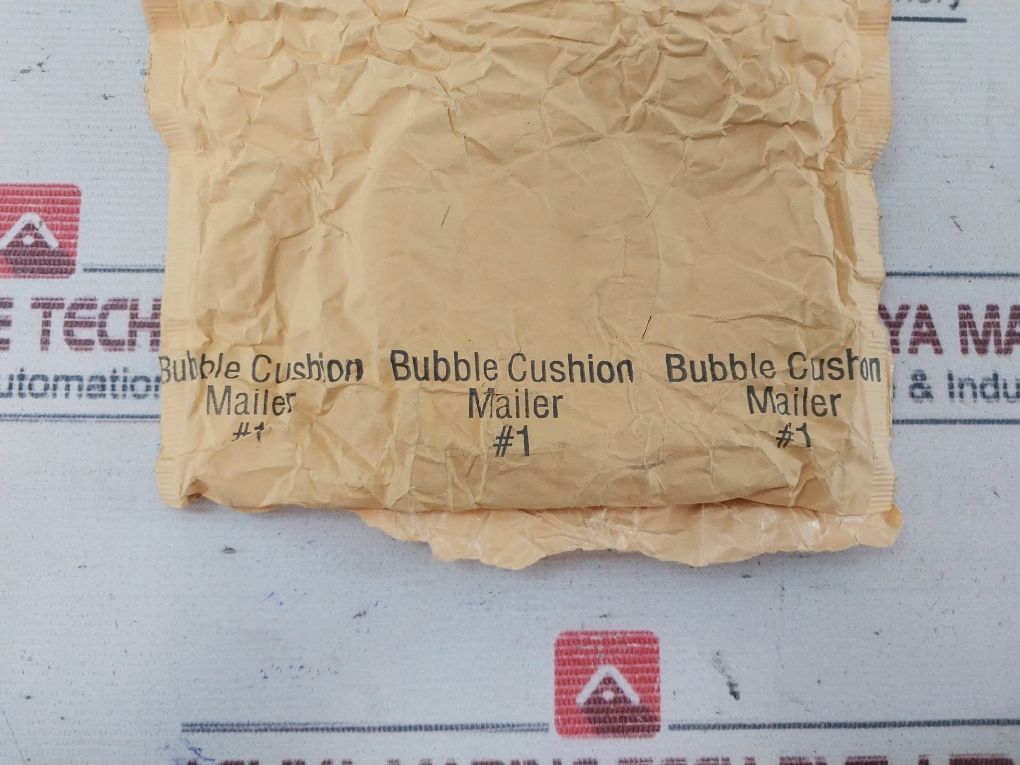 Bubble Cushion Bubble Cushion Bubble Cushion
Mailer Mailer Mailer
#1 #1 #1
E TECH
YA MA
utomation
& Indu